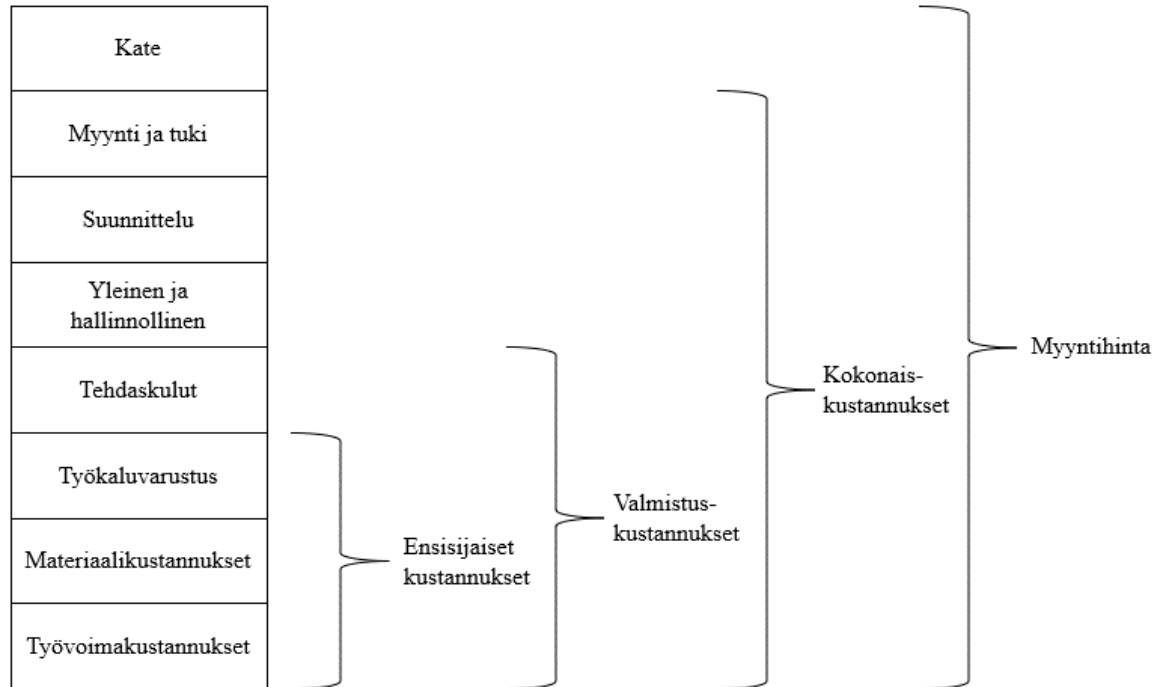 Kate
Myynti ja tuki
Suunnittelu
Yleinen ja
hallinnollinen
Tehdaskulut
Työkaluvarustus
Materiaalikustannukset
Työvoimakustannukset
Ensisijaiset
kustannukset
Valmistus-
kustannukset
Kokonais-
kustannukset
Myyntihinta